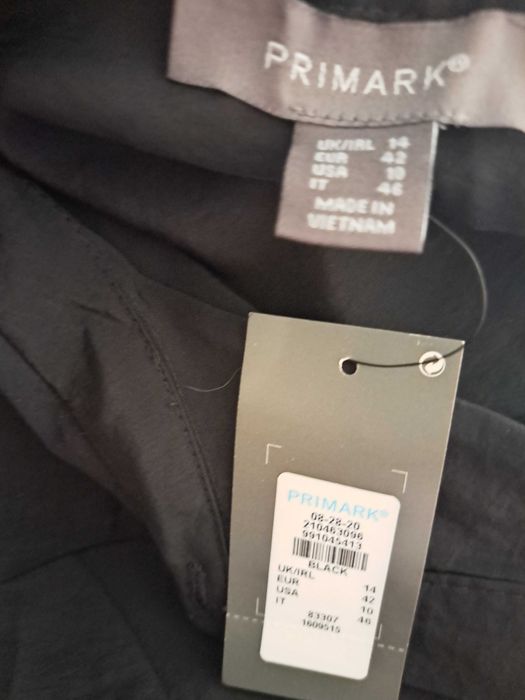 PRIMARK®
UK/IRL 14
EUR 42
USA 10
IT 46
MADE IN
VIETNAM
PRIMARK®
08-28-20
210463096
991045413
BLACK
UK/IRL 14
EUR 42
USA 10
IT 46
83307
1609515